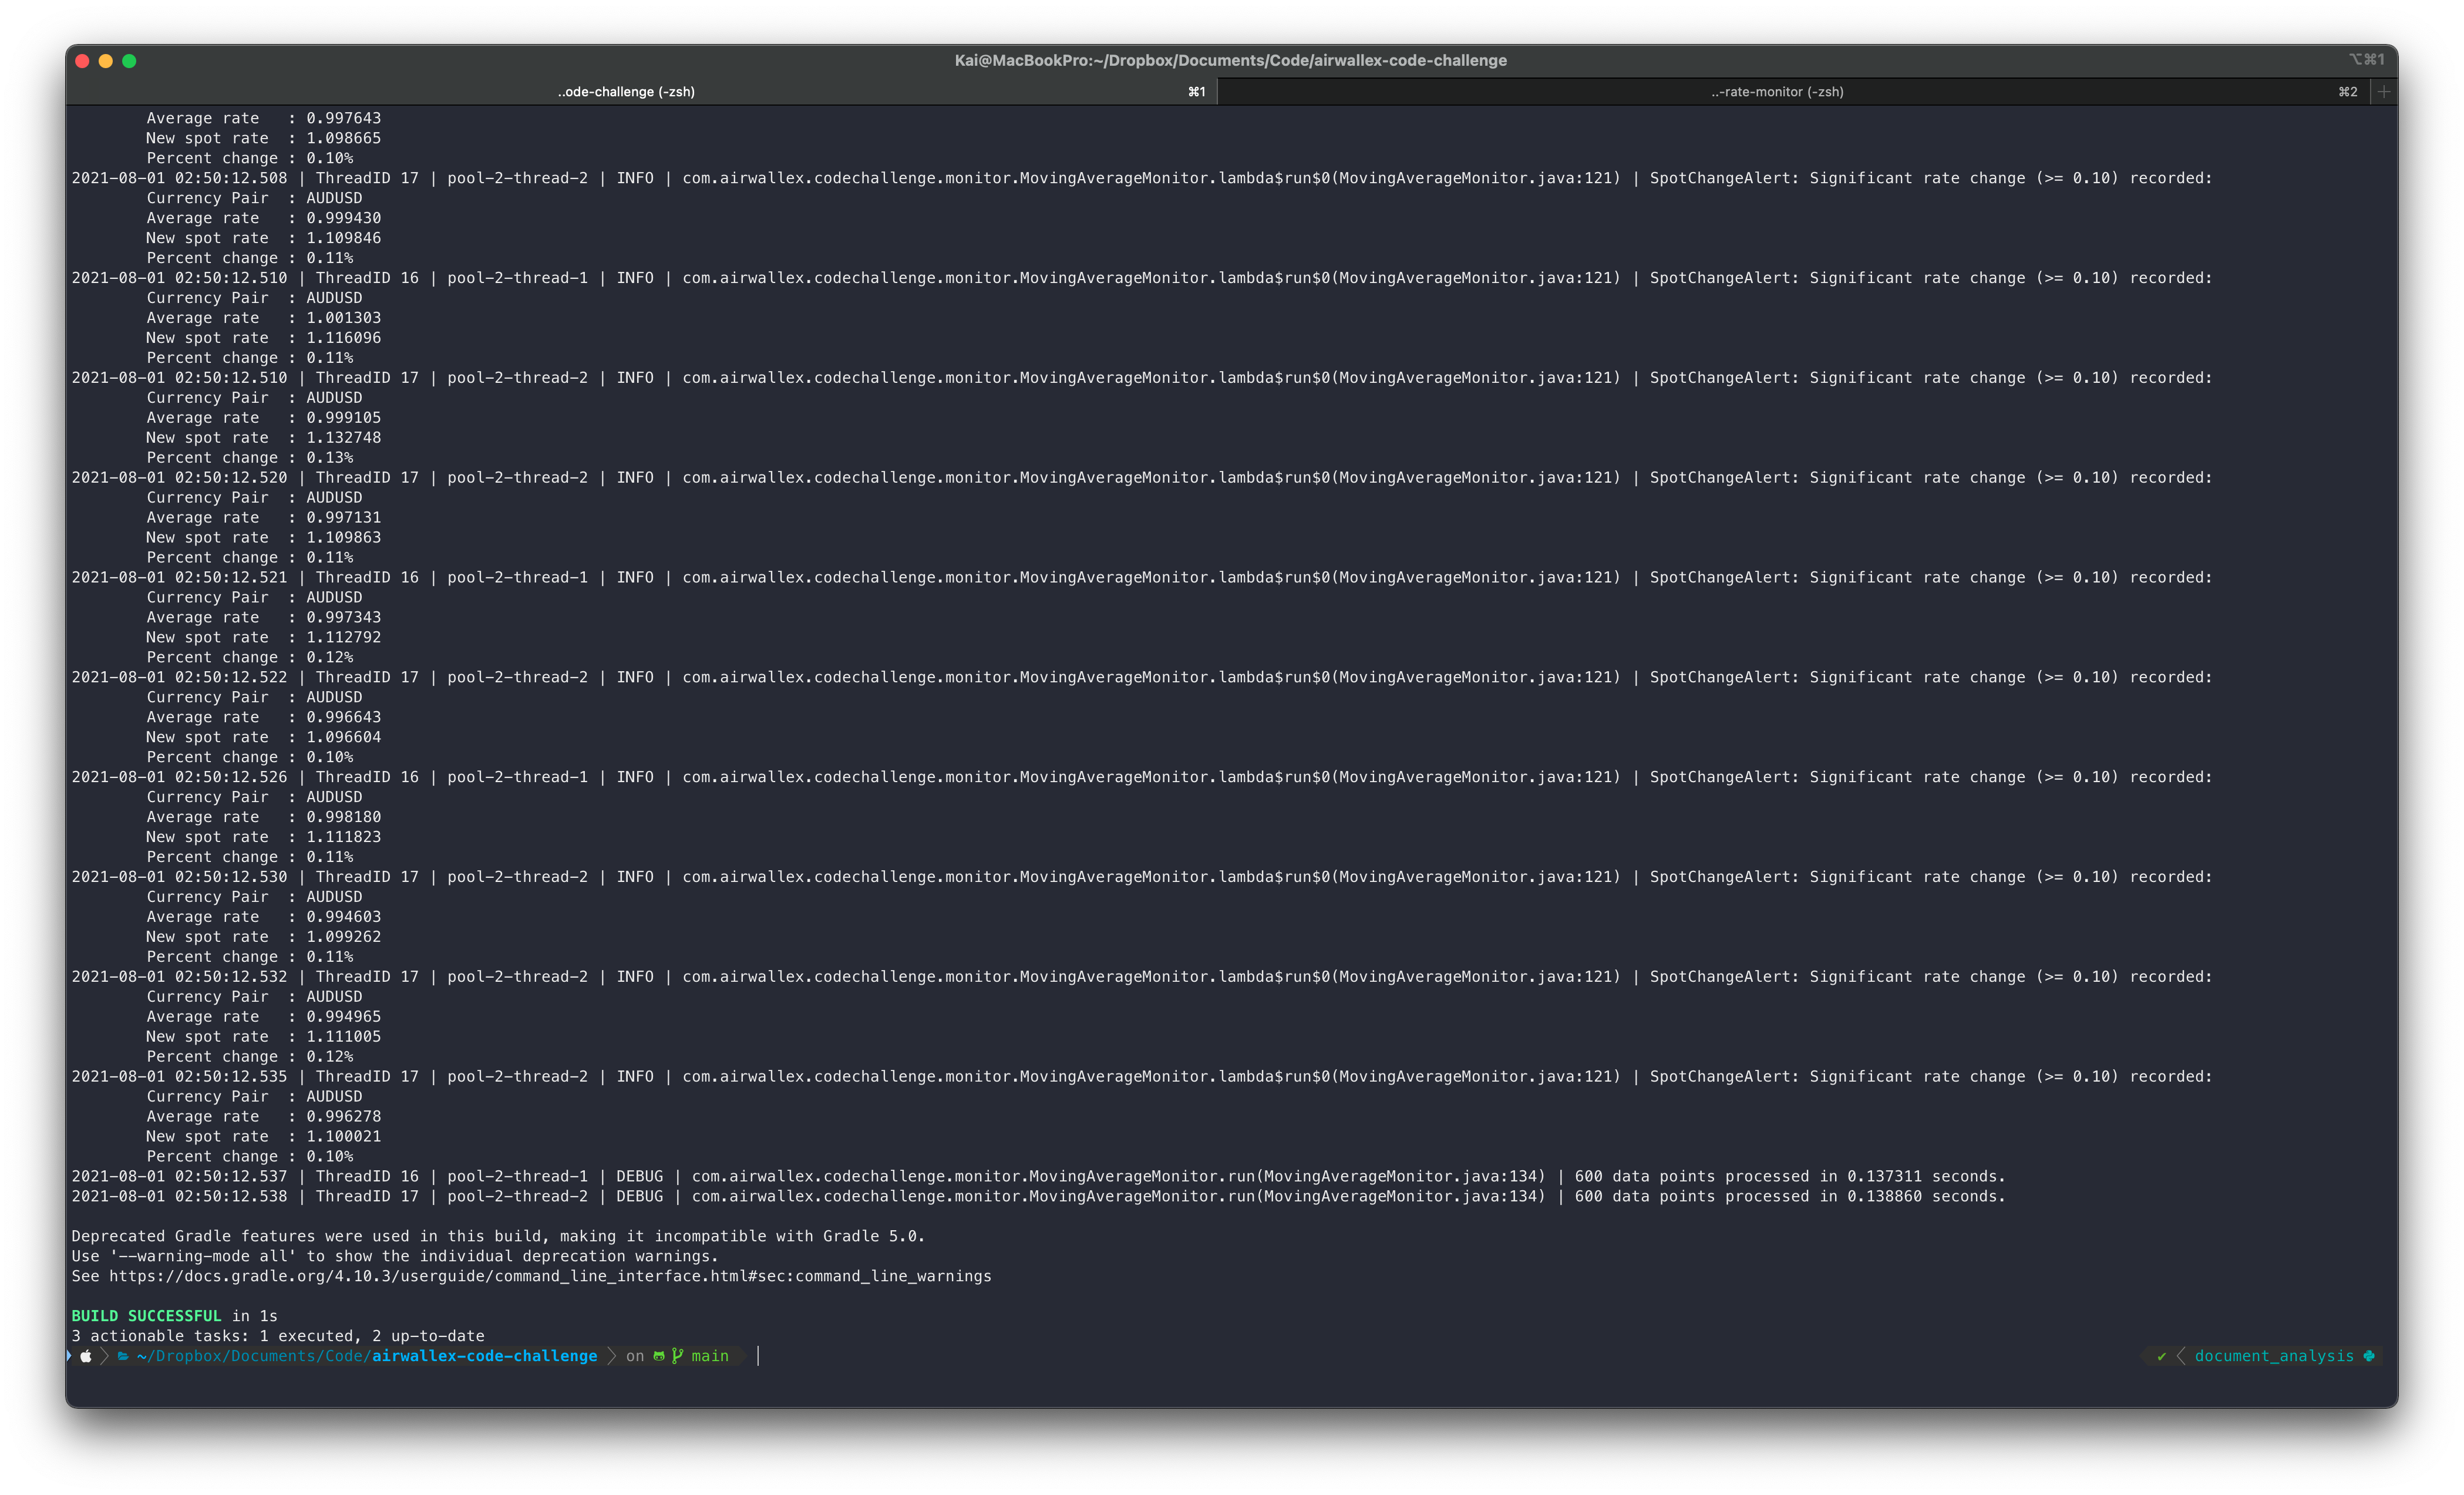 Kai@MacBookPro:~/Dropbox/Documents/Code/airwallex-code-challenge ⌥⌘1
..ode-challenge (-zsh) ⌘1 ..-rate-monitor (-zsh) ⌘2 +
Average rate   : 0.997643
New spot rate  : 1.098665
Percent change : 0.10%
2021-08-01 02:50:12.508 | ThreadID 17 | pool-2-thread-2 | INFO | com.airwallex.codechallenge.monitor.MovingAverageMonitor.lambda$run$0(MovingAverageMonitor.java:121) | SpotChangeAlert: Significant rate change (>= 0.10) recorded:
Currency Pair  : AUDUSD
Average rate   : 0.999430
New spot rate  : 1.109846
Percent change : 0.11%
2021-08-01 02:50:12.510 | ThreadID 16 | pool-2-thread-1 | INFO | com.airwallex.codechallenge.monitor.MovingAverageMonitor.lambda$run$0(MovingAverageMonitor.java:121) | SpotChangeAlert: Significant rate change (>= 0.10) recorded:
Currency Pair  : AUDUSD
Average rate   : 1.001303
New spot rate  : 1.116096
Percent change : 0.11%
2021-08-01 02:50:12.510 | ThreadID 17 | pool-2-thread-2 | INFO | com.airwallex.codechallenge.monitor.MovingAverageMonitor.lambda$run$0(MovingAverageMonitor.java:121) | SpotChangeAlert: Significant rate change (>= 0.10) recorded:
Currency Pair  : AUDUSD
Average rate   : 0.999105
New spot rate  : 1.132748
Percent change : 0.13%
2021-08-01 02:50:12.520 | ThreadID 17 | pool-2-thread-2 | INFO | com.airwallex.codechallenge.monitor.MovingAverageMonitor.lambda$run$0(MovingAverageMonitor.java:121) | SpotChangeAlert: Significant rate change (>= 0.10) recorded:
Currency Pair  : AUDUSD
Average rate   : 0.997131
New spot rate  : 1.109863
Percent change : 0.11%
2021-08-01 02:50:12.521 | ThreadID 16 | pool-2-thread-1 | INFO | com.airwallex.codechallenge.monitor.MovingAverageMonitor.lambda$run$0(MovingAverageMonitor.java:121) | SpotChangeAlert: Significant rate change (>= 0.10) recorded:
Currency Pair  : AUDUSD
Average rate   : 0.997343
New spot rate  : 1.112792
Percent change : 0.12%
2021-08-01 02:50:12.522 | ThreadID 17 | pool-2-thread-2 | INFO | com.airwallex.codechallenge.monitor.MovingAverageMonitor.lambda$run$0(MovingAverageMonitor.java:121) | SpotChangeAlert: Significant rate change (>= 0.10) recorded:
Currency Pair  : AUDUSD
Average rate   : 0.996643
New spot rate  : 1.096604
Percent change : 0.10%
2021-08-01 02:50:12.526 | ThreadID 16 | pool-2-thread-1 | INFO | com.airwallex.codechallenge.monitor.MovingAverageMonitor.lambda$run$0(MovingAverageMonitor.java:121) | SpotChangeAlert: Significant rate change (>= 0.10) recorded:
Currency Pair  : AUDUSD
Average rate   : 0.998180
New spot rate  : 1.111823
Percent change : 0.11%
2021-08-01 02:50:12.530 | ThreadID 17 | pool-2-thread-2 | INFO | com.airwallex.codechallenge.monitor.MovingAverageMonitor.lambda$run$0(MovingAverageMonitor.java:121) | SpotChangeAlert: Significant rate change (>= 0.10) recorded:
Currency Pair  : AUDUSD
Average rate   : 0.994603
New spot rate  : 1.099262
Percent change : 0.11%
2021-08-01 02:50:12.532 | ThreadID 17 | pool-2-thread-2 | INFO | com.airwallex.codechallenge.monitor.MovingAverageMonitor.lambda$run$0(MovingAverageMonitor.java:121) | SpotChangeAlert: Significant rate change (>= 0.10) recorded:
Currency Pair  : AUDUSD
Average rate   : 0.994965
New spot rate  : 1.111005
Percent change : 0.12%
2021-08-01 02:50:12.535 | ThreadID 17 | pool-2-thread-2 | INFO | com.airwallex.codechallenge.monitor.MovingAverageMonitor.lambda$run$0(MovingAverageMonitor.java:121) | SpotChangeAlert: Significant rate change (>= 0.10) recorded:
Currency Pair  : AUDUSD
Average rate   : 0.996278
New spot rate  : 1.100021
Percent change : 0.10%
2021-08-01 02:50:12.537 | ThreadID 16 | pool-2-thread-1 | DEBUG | com.airwallex.codechallenge.monitor.MovingAverageMonitor.run(MovingAverageMonitor.java:134) | 600 data points processed in 0.137311 seconds.
2021-08-01 02:50:12.538 | ThreadID 17 | pool-2-thread-2 | DEBUG | com.airwallex.codechallenge.monitor.MovingAverageMonitor.run(MovingAverageMonitor.java:134) | 600 data points processed in 0.138860 seconds.
Deprecated Gradle features were used in this build, making it incompatible with Gradle 5.0.
Use '--warning-mode all' to show the individual deprecation warnings.
See https://docs.gradle.org/4.10.3/userguide/command_line_interface.html#sec:command_line_warnings
BUILD SUCCESSFUL in 1s
3 actionable tasks: 1 executed, 2 up-to-date
~/Dropbox/Documents/Code/airwallex-code-challenge on main ✔ document_analysis